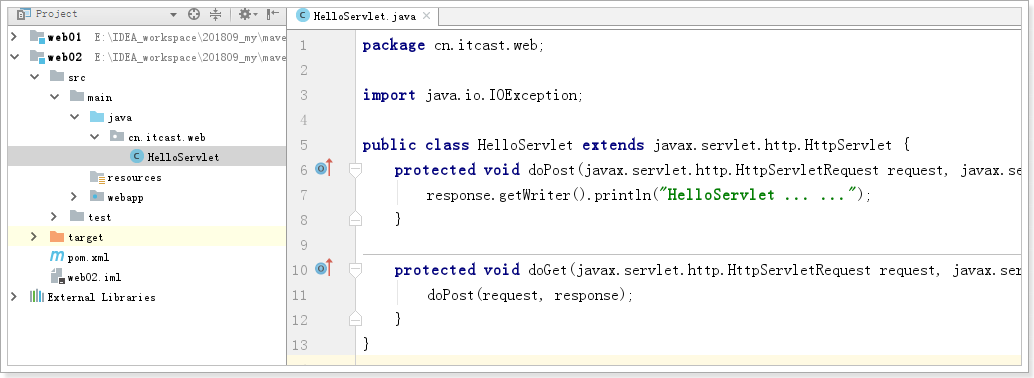 Project
web01 E:\IDEA_workspace\201809_my\mave
web02 E:\IDEA_workspace\201809_my\mave
src
main
java
cn.itcast.web
HelloServlet
resources
webapp
test
target
pom.xml
web02.iml
External Libraries
HelloServlet.java
1 package cn.itcast.web;
2
3 import java.io.IOException;
4
5 public class HelloServlet extends javax.servlet.http.HttpServlet {
6 protected void doPost(javax.servlet.http.HttpServletRequest request, javax.se
7 response.getWriter().println("HelloServlet ... ...");
8 }
9
10 protected void doGet(javax.servlet.http.HttpServletRequest request, javax.ser
11 doPost(request, response);
12 }
13 }